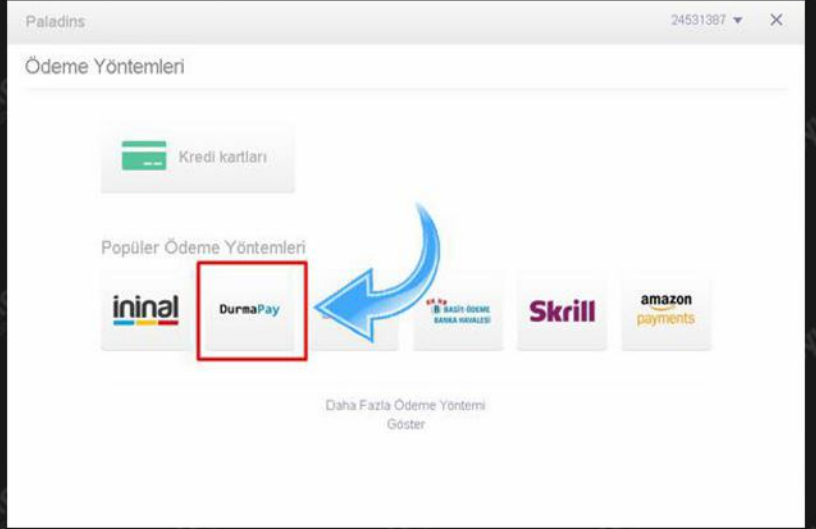 Paladins
24531387
Ödeme Yöntemleri
Kredi kartları
Popüler Ödeme Yöntemleri
ininal
DurmaPay
B BASİT ÖDEME
BANKA HAVALESİ
Skrill
amazon
payments
Daha Fazla Ödeme Yöntemi
Göster